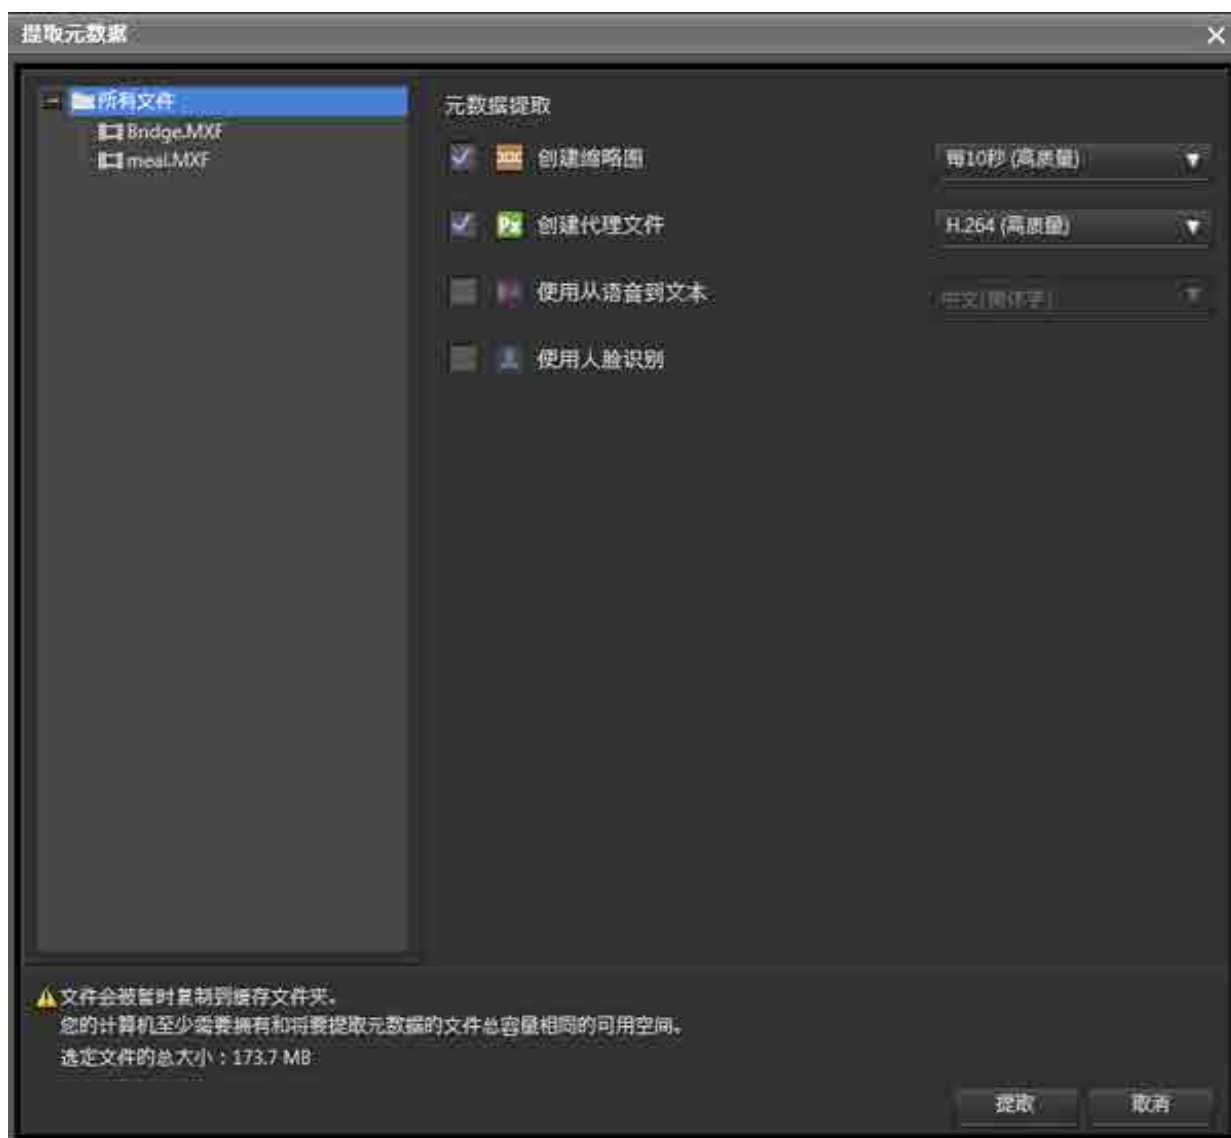 提取元数据
所有文件
Bridge.MXF
meal.MXF
元数据提取
创建缩略图
每10秒 (高质量)
Px 创建代理文件
H.264 (高质量)
使用从语音到文本
中文(简体字)
使用人脸识别
文件会被暂时复制到缓存文件夹。
您的计算机至少需要拥有和将要提取元数据的文件总容量相同的可用空间。
选定文件的总大小：173.7 MB
提取
取消